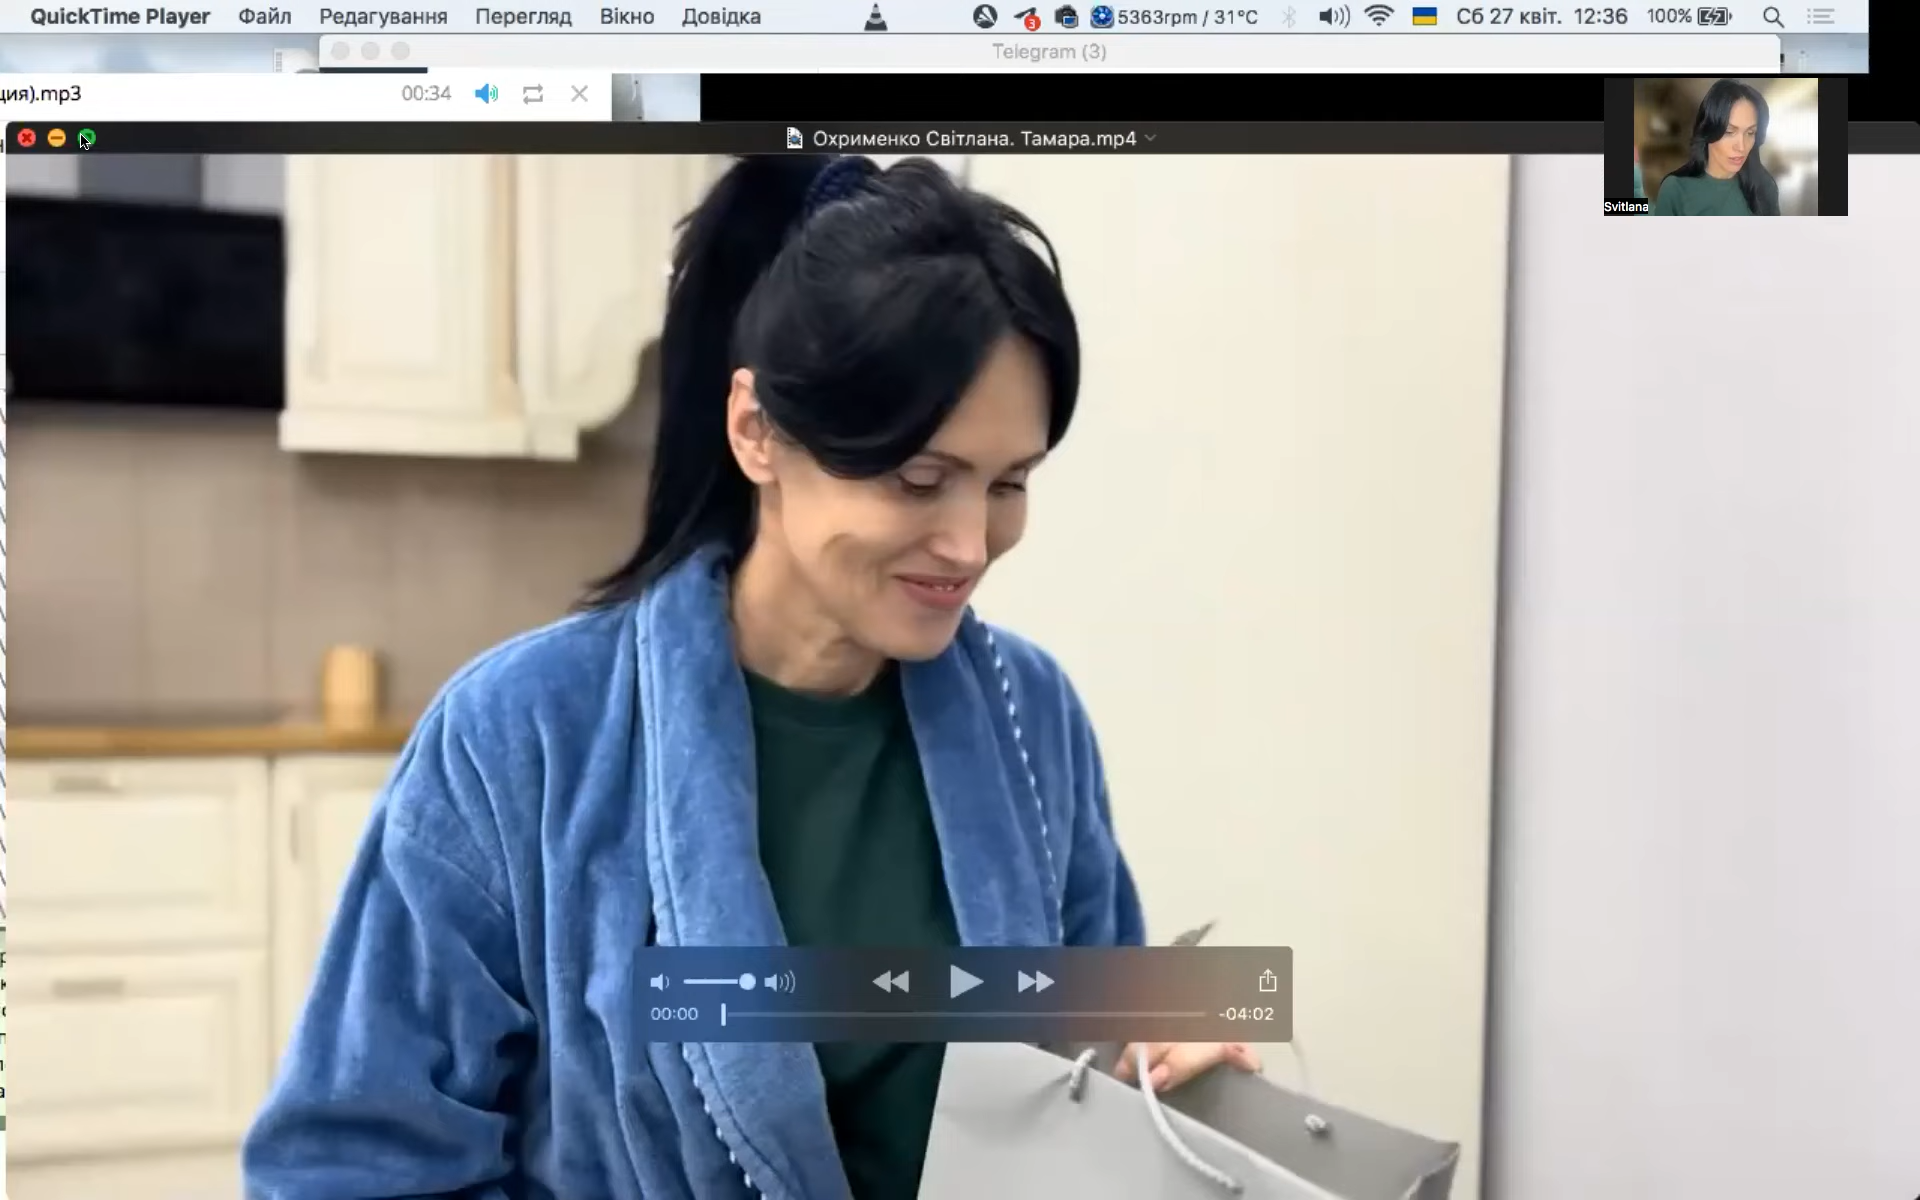 QuickTime Player Файл Редагування Перегляд Вікно Довідка 3 5363rpm / 31°C Сб 27 квіт. 12:36 100%
Telegram (3)
ция).mp3 00:34
Охрименко Світлана. Тамара.mp4
Svitlana
00:00 -04:02